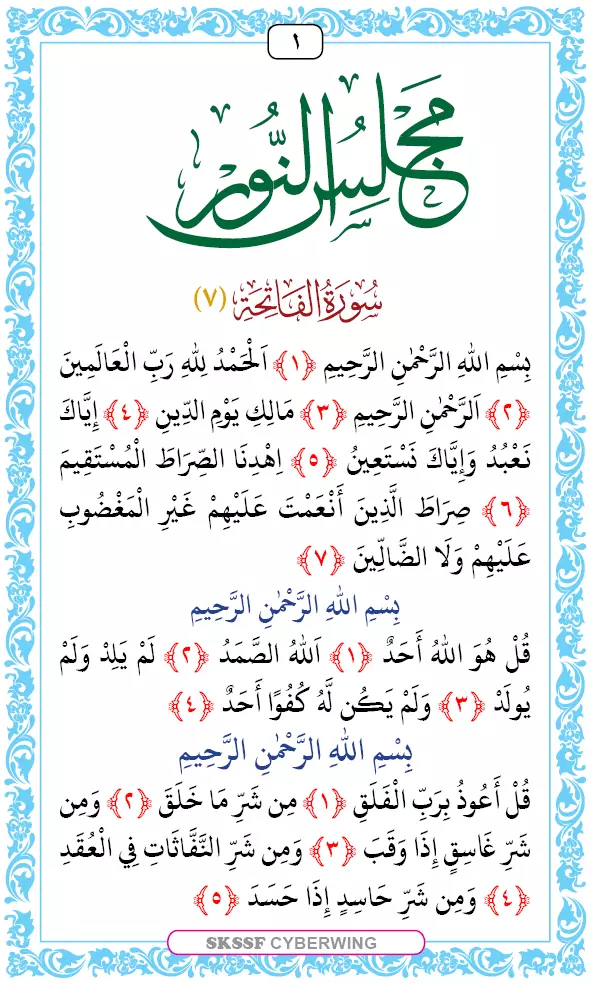 ١
مَجْلِسُ النُّور
سُورَةُ الْفَاتِحَةِ (٧)
بِسْمِ اللهِ الرَّحْمٰنِ الرَّحِيمِ ﴿١﴾ اَلْحَمْدُ لِلّٰهِ رَبِّ الْعَالَمِينَ
﴿٢﴾ اَلرَّحْمٰنِ الرَّحِيمِ ﴿٣﴾ مَالِكِ يَوْمِ الدِّينِ ﴿٤﴾ إِيَّاكَ
نَعْبُدُ وَإِيَّاكَ نَسْتَعِينُ ﴿٥﴾ اِهْدِنَا الصِّرَاطَ الْمُسْتَقِيمَ
﴿٦﴾ صِرَاطَ الَّذِينَ أَنْعَمْتَ عَلَيْهِمْ غَيْرِ الْمَغْضُوبِ
عَلَيْهِمْ وَلَا الضَّالِّينَ ﴿٧﴾
بِسْمِ اللهِ الرَّحْمٰنِ الرَّحِيمِ
قُلْ هُوَ اللهُ أَحَدٌ ﴿١﴾ اَللهُ الصَّمَدُ ﴿٢﴾ لَمْ يَلِدْ وَلَمْ
يُولَدْ ﴿٣﴾ وَلَمْ يَكُن لَّهُ كُفُوًا أَحَدٌ ﴿٤﴾
بِسْمِ اللهِ الرَّحْمٰنِ الرَّحِيمِ
قُلْ أَعُوذُ بِرَبِّ الْفَلَقِ ﴿١﴾ مِن شَرِّ مَا خَلَقَ ﴿٢﴾ وَمِن
شَرِّ غَاسِقٍ إِذَا وَقَبَ ﴿٣﴾ وَمِن شَرِّ النَّفَّاثَاتِ فِي الْعُقَدِ
﴿٤﴾ وَمِن شَرِّ حَاسِدٍ إِذَا حَسَدَ ﴿٥﴾
SKSSF CYBERWING